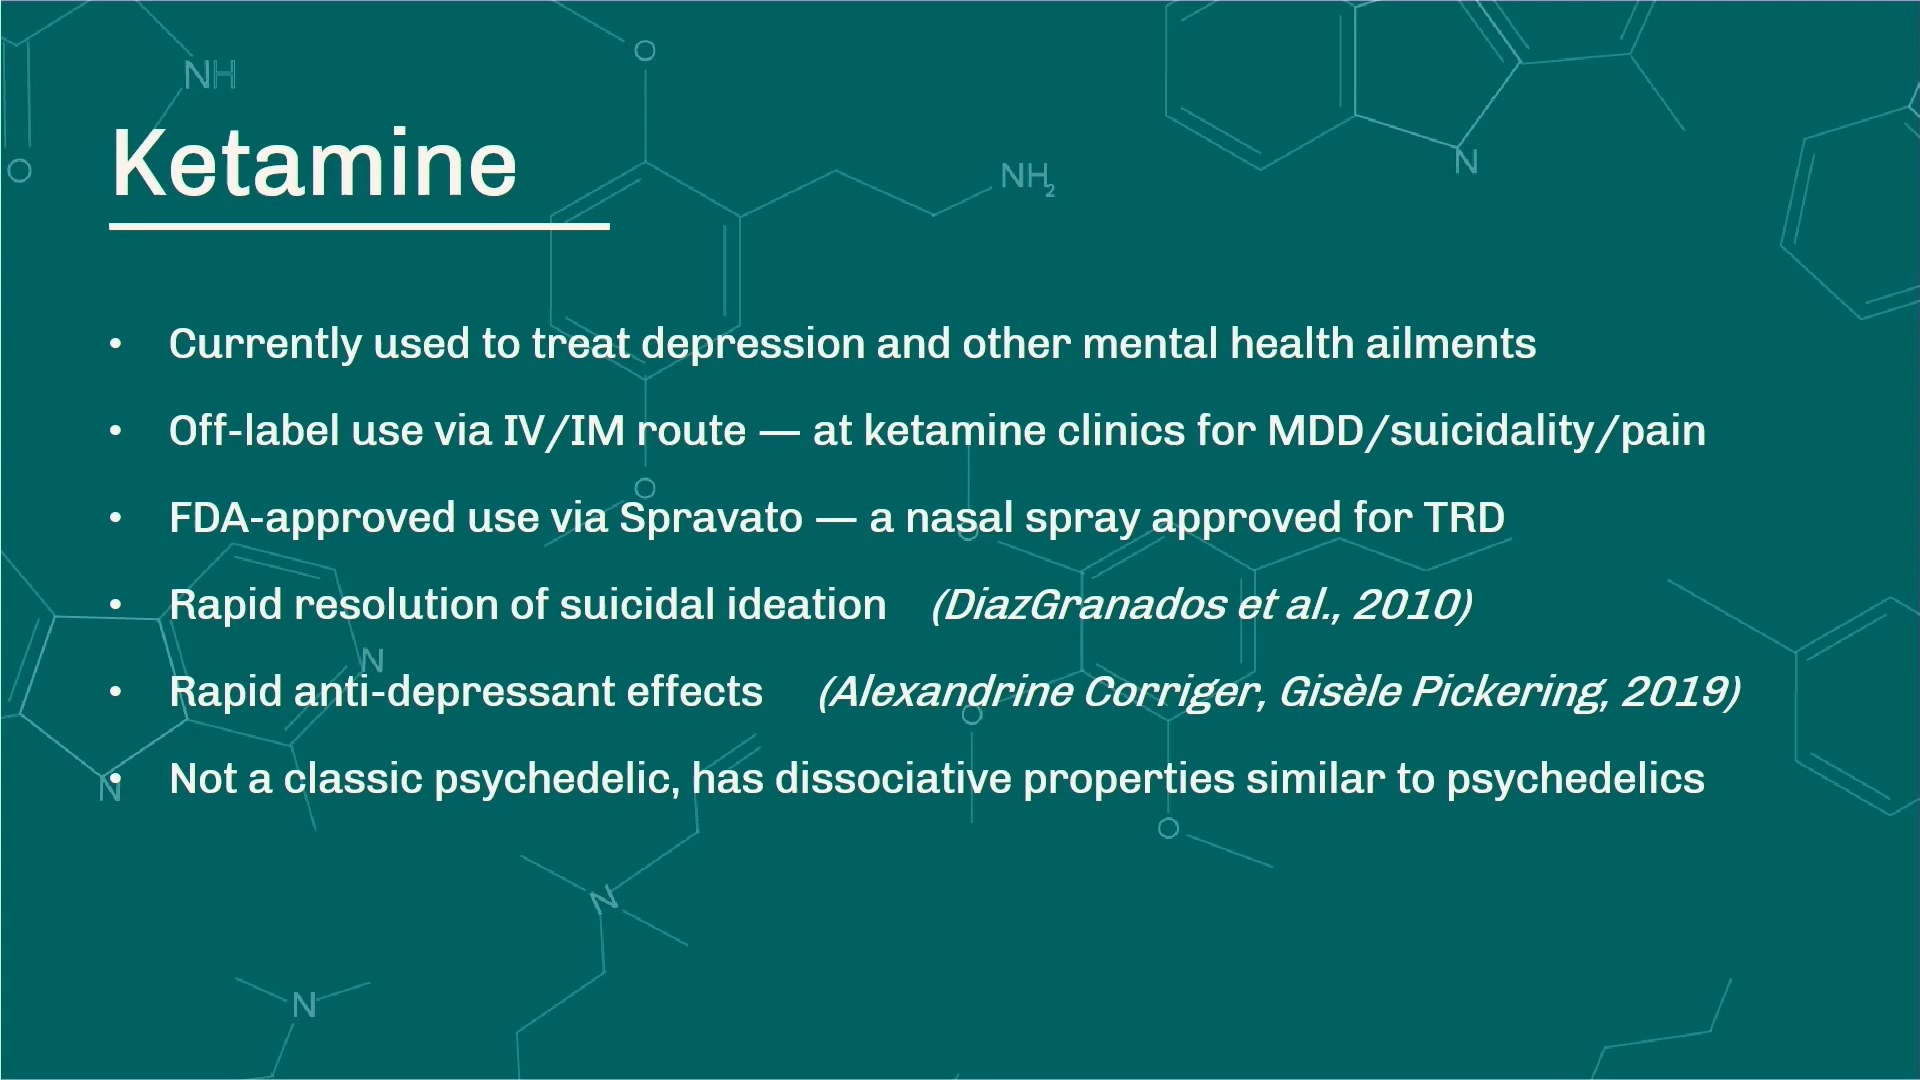 Ketamine
• Currently used to treat depression and other mental health ailments
• Off-label use via IV/IM route — at ketamine clinics for MDD/suicidality/pain
• FDA-approved use via Spravato — a nasal spray approved for TRD
• Rapid resolution of suicidal ideation (DiazGranados et al., 2010)
• Rapid anti-depressant effects (Alexandrine Corriger, Gisèle Pickering, 2019)
• Not a classic psychedelic, has dissociative properties similar to psychedelics
O
NH
O
NH2
N
O
O
N
O
N
O
N
N